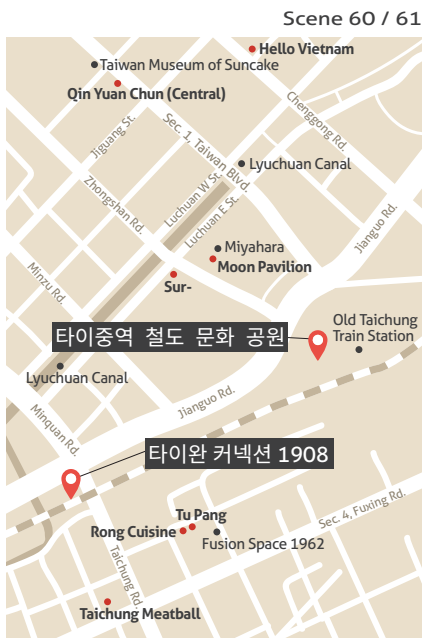 Scene 60 / 61
Hello Vietnam
Taiwan Museum of Suncake
Qin Yuan Chun (Central)
Chenggong Rd.
Jiguang St.
Sec. 1, Taiwan Blvd.
Lyuchuan Canal
Zhongshan Rd.
Luchuan W St.
Luchuan E St.
Jianguo Rd.
Miyahara
Moon Pavilion
Sur-
Minzu Rd.
Old Taichung
Train Station
타이중역 철도 문화 공원
Lyuchuan Canal
Jianguo Rd.
Minquan Rd.
타이완 커넥션 1908
Sec. 4, Fuxing Rd.
Tu Pang
Rong Cuisine
Fusion Space 1962
Taichung Rd.
Taichung Meatball